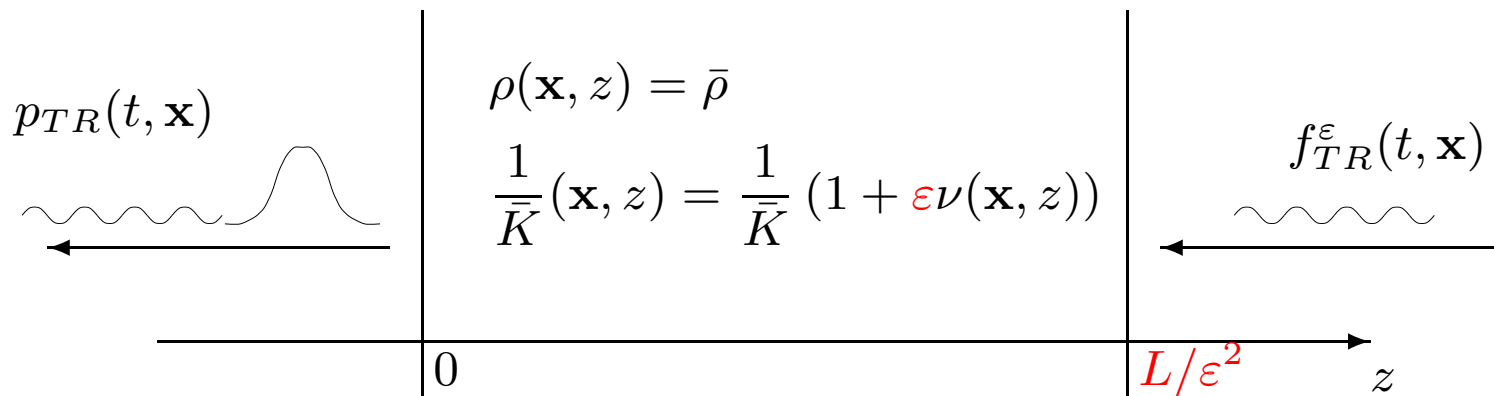 p_{TR}(t, \mathbf{x})
\rho(\mathbf{x}, z) = \bar{\rho}
\frac{1}{\bar{K}}(\mathbf{x}, z) = \frac{1}{\bar{K}} (1 + \varepsilon\nu(\mathbf{x}, z))
f^{\varepsilon}_{TR}(t, \mathbf{x})
0
L/\varepsilon^2
z